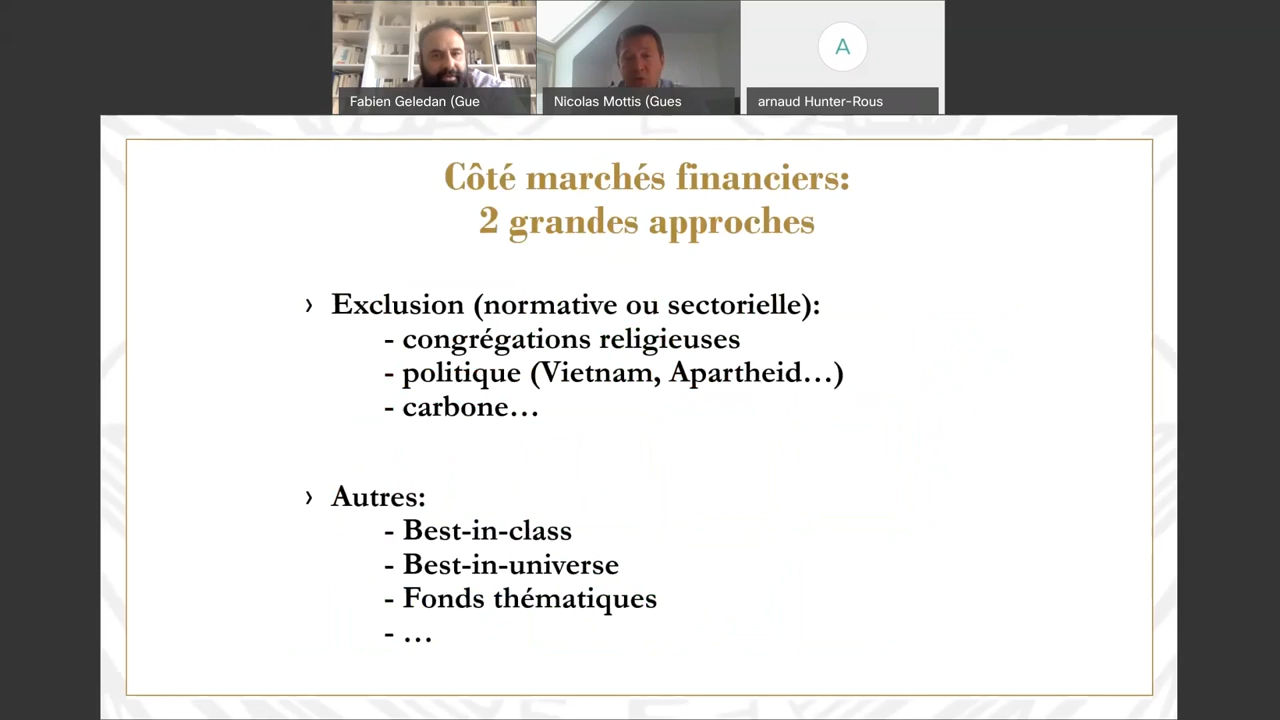 Fabien Geledan (Gue
Nicolas Mottis (Gues
A
arnaud Hunter-Rous
Côté marchés financiers:
2 grandes approches
› Exclusion (normative ou sectorielle):
- congrégations religieuses
- politique (Vietnam, Apartheid…)
- carbone…
› Autres:
- Best-in-class
- Best-in-universe
- Fonds thématiques
- …